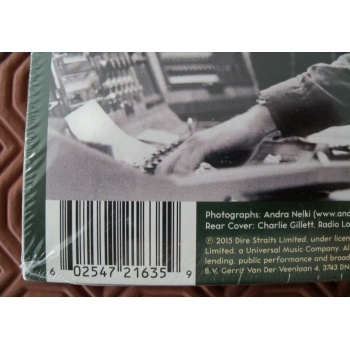 Photographs: Andra Nelki (www.and
Rear Cover: Charlie Gillett. Radio Lo
℗ 2015 Dire Straits Limited, under licen
Limited, a Universal Music Company. Al
lending, public performance and broad
B.V. Gerrit Van Der Veenlaan 4, 3743 DN
6 02547 21635 9